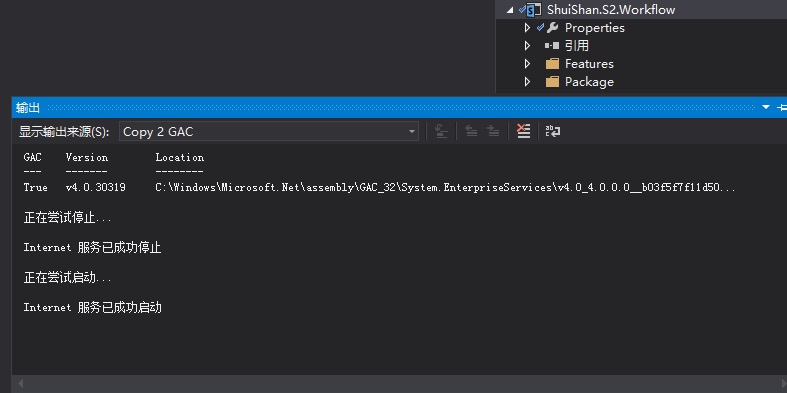 ShuiShan.S2.Workflow
Properties
引用
Features
Package
输出
显示输出来源(S): Copy 2 GAC
GAC Version Location
--- ------- --------
True v4.0.30319 C:\Windows\Microsoft.Net\assembly\GAC_32\System.EnterpriseServices\v4.0_4.0.0.0__b03f5f7f11d50...
正在尝试停止...
Internet 服务已成功停止
正在尝试启动...
Internet 服务已成功启动